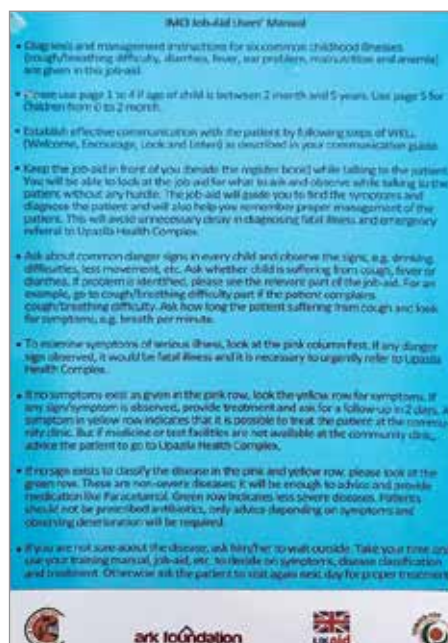 IMCI Job-Aid Users' Manual
• Diagnosis and management instructions for six common childhood illnesses
(cough/breathing difficulty, diarrhea, fever, ear problem, malnutrition and anemia)
are given in this job-aid.
• Please use page 1 to 4 if age of child is between 2 month and 5 years. Use page 5 for
children from 0 to 2 month.
• Establish effective communication with the patient by following steps of WELL
(Welcome, Encourage, Look and Listen) as described in your communication guide.
• Keep the job-aid in front of you (beside the register book) while talking to the patient.
You will be able to look at the job-aid for what to ask and observe while talking to the
patient without any hurdle. The job-aid will guide you to find the symptoms and
diagnose the patient and will also help you remember proper management of the
patient. This will avoid unnecessary delay in diagnosing fatal illness and emergency
referral to Upazila Health Complex.
• Ask about common danger signs in every child and observe the signs, e.g. drinking
difficulties, less movement, etc. Ask whether child is suffering from cough, fever or
diarrhea. If problem is identified, please see the relevant part of the job-aid. For an
example, go to cough/breathing difficulty part if the patient complains
cough/breathing difficulty. Ask how long the patient suffering from cough and look
for symptoms, e.g. breath per minute.
• To examine symptoms of serious illness, look at the pink column first. If any danger
sign observed, it would be fatal illness and it is necessary to urgently refer to Upazila
Health Complex.
• If no symptoms exist as given in the pink row, look the yellow row for symptoms. If
any sign/symptom is observed, provide treatment and ask for a follow up in 2 days. A
symptom in yellow row indicates that it is possible to treat the patient at the commu-
nity clinic. But if medicine or test facilities are not available at the community clinic,
advice the patient to go to Upazila Health Complex.
• If no sign exists to classify the disease in the pink and yellow row, please look at the
green row. These are non-severe diseases; it will be enough to advice and provide
medication like Paracetamol. Green row indicates less severe diseases. Patients
should not be prescribed antibiotics, only advice depending on symptoms and
observing deterioration will be required.
• If you are not sure about the disease, ask him/her to wait outside. Take your time and
use your training manual, job-aid, etc. to decide on symptoms, disease classification
and treatment. Otherwise ask the patient to visit again next day for proper treatment.
ark foundation
UKaid